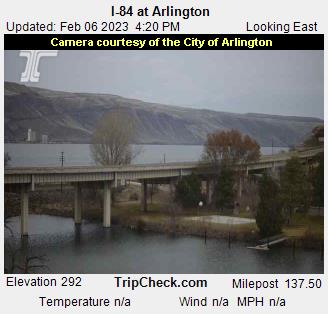 I-84 at Arlington
Updated: Feb 06 2023 4:20 PM Looking East
Camera courtesy of the City of Arlington
Elevation 292 TripCheck.com Milepost 137.50
Temperature n/a Wind n/a MPH n/a